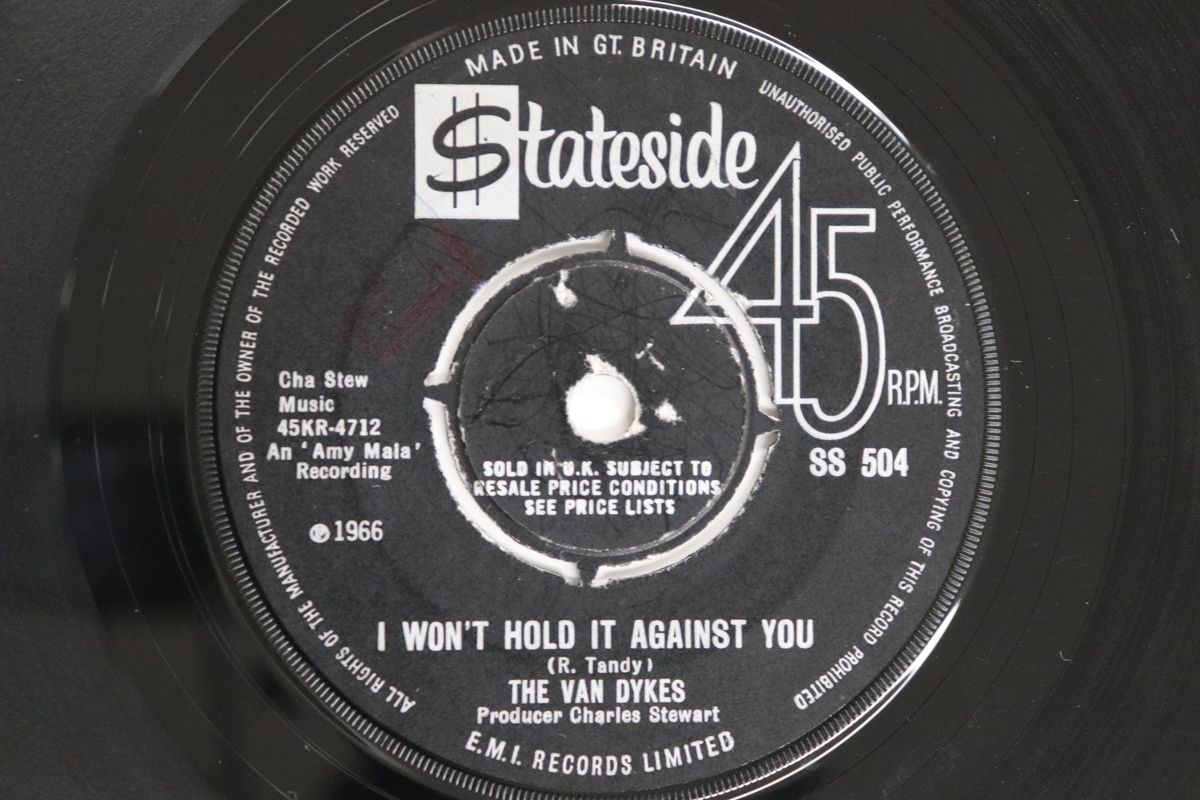 MADE IN GT. BRITAIN
UNAUTHORISED PUBLIC PERFORMANCE BROADCASTING AND COPYING OF THIS RECORD PROHIBITED
ALL RIGHTS OF THE MANUFACTURER AND OF THE OWNER OF THE RECORDED WORK RESERVED
$tateside
45
R.P.M.
Cha Stew
Music
45KR-4712
An 'Amy Mala'
Recording
℗1966
SS 504
SOLD IN U.K. SUBJECT TO
RESALE PRICE CONDITIONS
SEE PRICE LISTS
I WON'T HOLD IT AGAINST YOU
(R. Tandy)
THE VAN DYKES
Producer Charles Stewart
E.M.I. RECORDS LIMITED